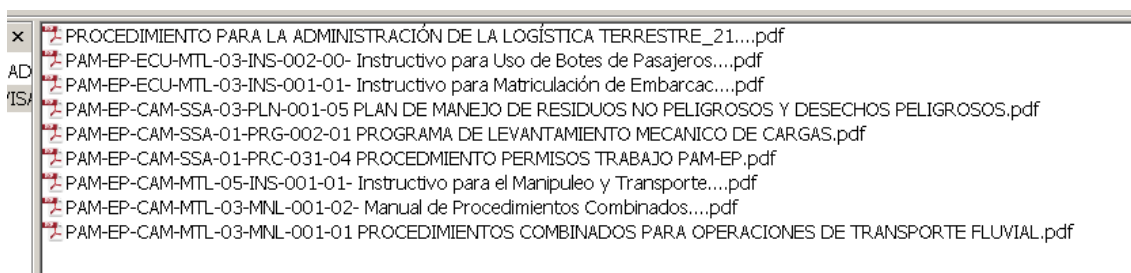 PROCEDIMIENTO PARA LA ADMINISTRACIÓN DE LA LOGÍSTICA TERRESTRE_21....pdf
PAM-EP-ECU-MTL-03-INS-002-00- Instructivo para Uso de Botes de Pasajeros....pdf
PAM-EP-ECU-MTL-03-INS-001-01- Instructivo para Matriculación de Embarcac....pdf
PAM-EP-CAM-SSA-03-PLN-001-05 PLAN DE MANEJO DE RESIDUOS NO PELIGROSOS Y DESECHOS PELIGROSOS.pdf
PAM-EP-CAM-SSA-01-PRG-002-01 PROGRAMA DE LEVANTAMIENTO MECANICO DE CARGAS.pdf
PAM-EP-CAM-SSA-01-PRC-031-04 PROCEDMIENTO PERMISOS TRABAJO PAM-EP.pdf
PAM-EP-CAM-MTL-05-INS-001-01- Instructivo para el Manipuleo y Transporte....pdf
PAM-EP-CAM-MTL-03-MNL-001-02- Manual de Procedimientos Combinados....pdf
PAM-EP-CAM-MTL-03-MNL-001-01 PROCEDIMIENTOS COMBINADOS PARA OPERACIONES DE TRANSPORTE FLUVIAL.pdf